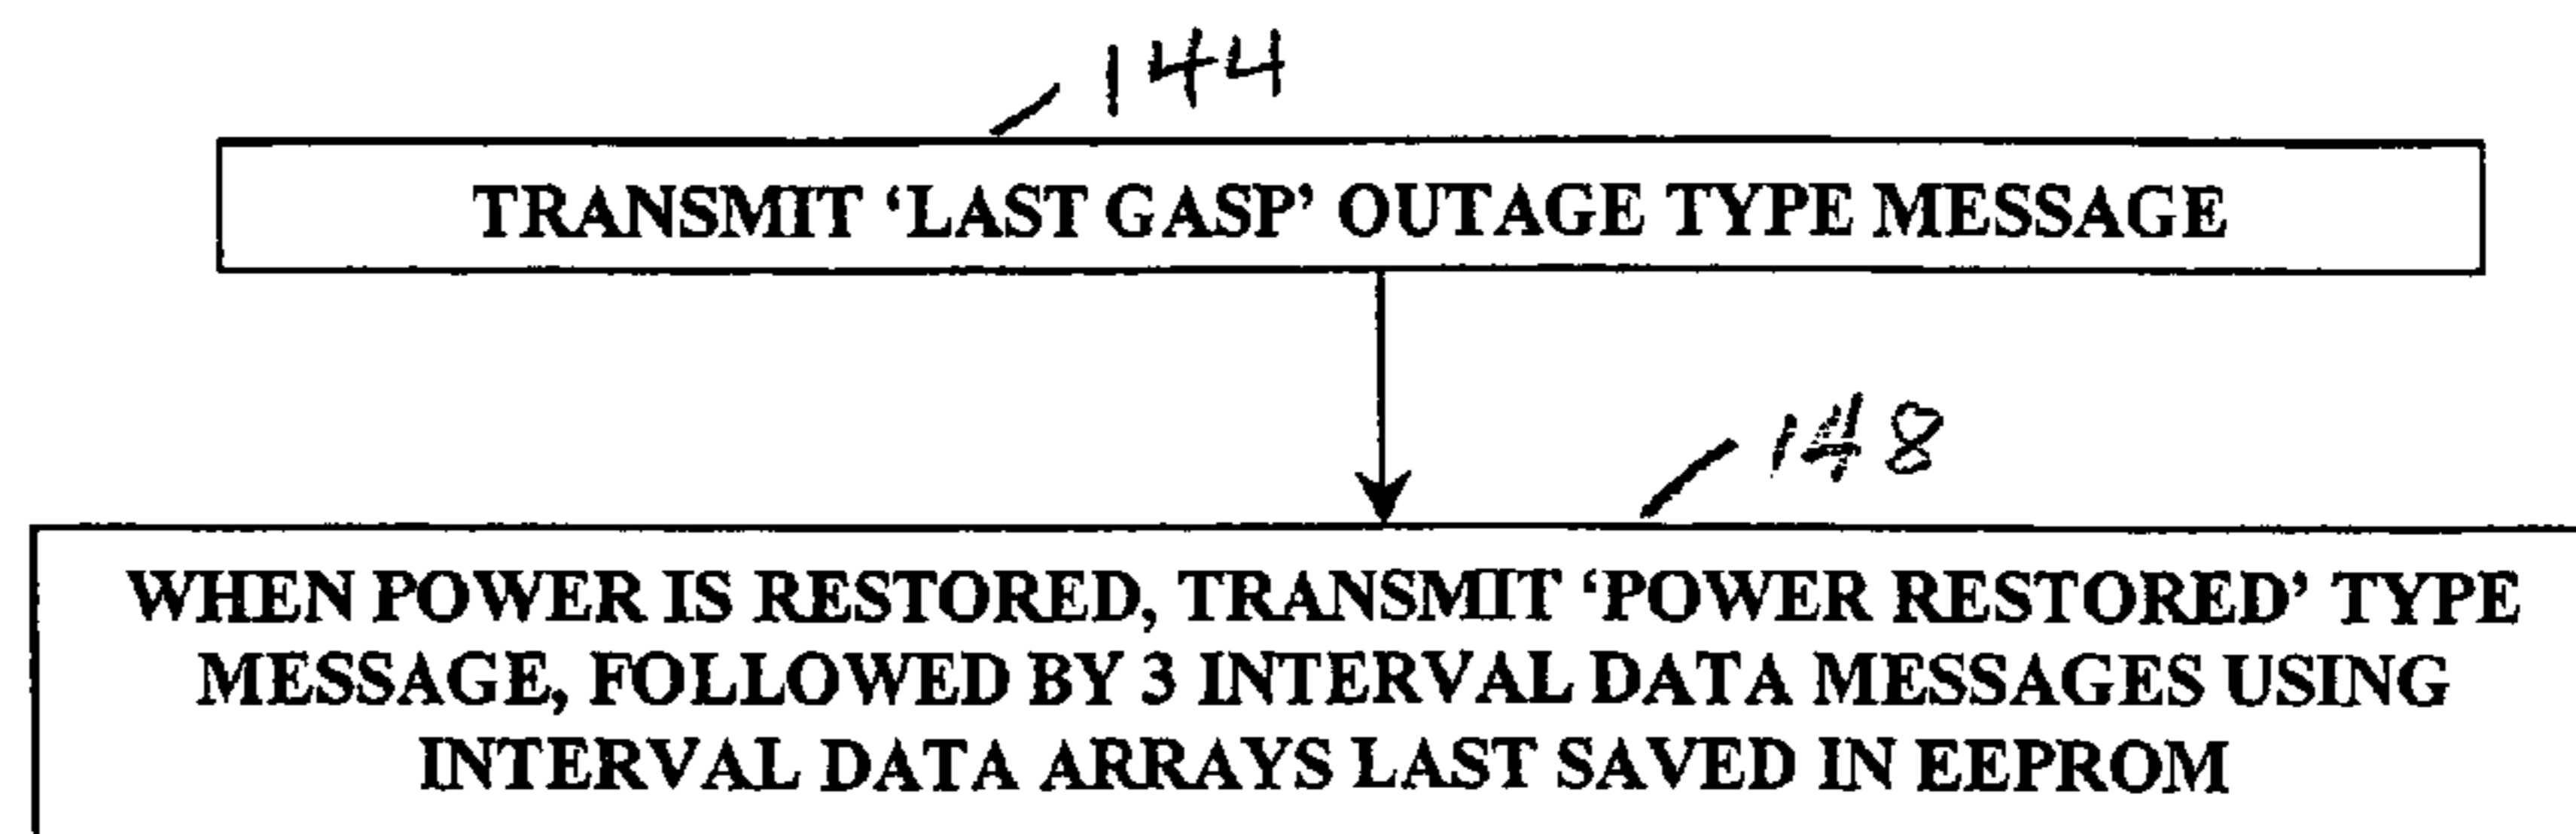 144
TRANSMIT ‘LAST GASP’ OUTAGE TYPE MESSAGE
148
WHEN POWER IS RESTORED, TRANSMIT ‘POWER RESTORED’ TYPE
MESSAGE, FOLLOWED BY 3 INTERVAL DATA MESSAGES USING
INTERVAL DATA ARRAYS LAST SAVED IN EEPROM